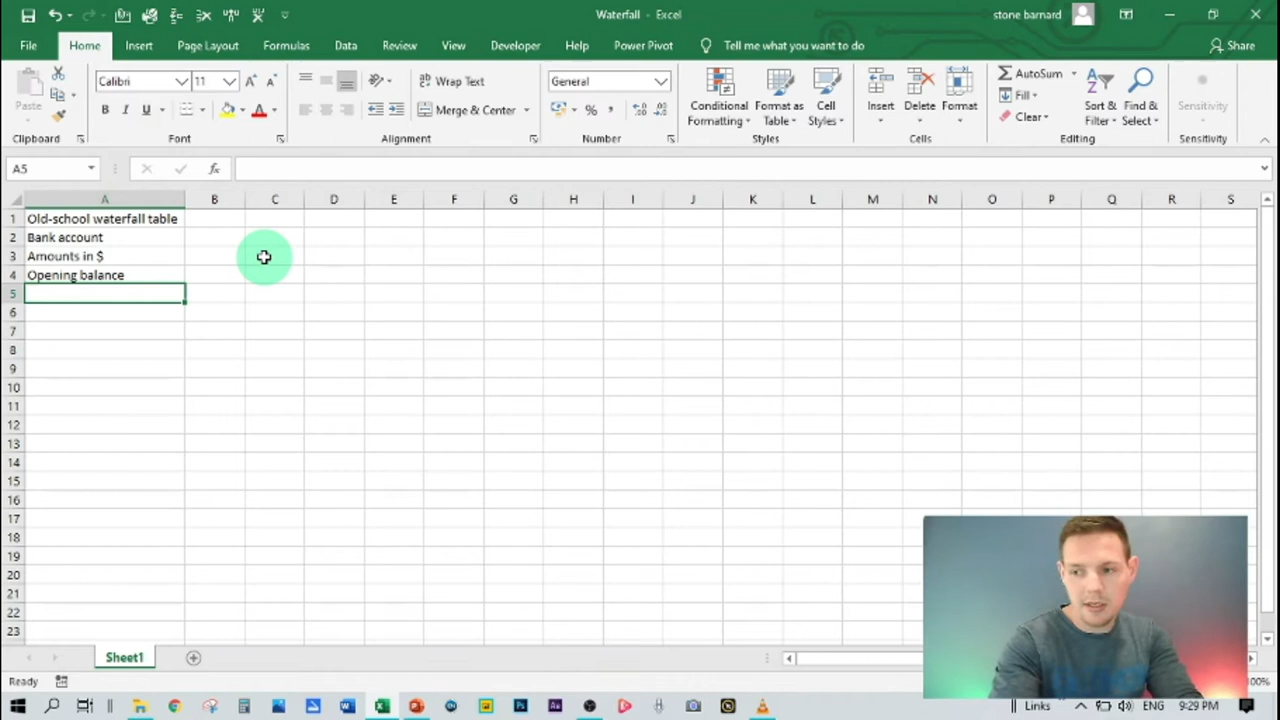 Waterfall - Excel
stone barnard
File Home Insert Page Layout Formulas Data Review View Developer Help Power Pivot Tell me what you want to do Share
Paste
Clipboard
Calibri 11
B I U
Font
Wrap Text
Merge & Center
Alignment
General
%
Number
Conditional Formatting
Format as Table
Cell Styles
Styles
Insert Delete Format
Cells
AutoSum
Fill
Clear
Sort & Filter
Find & Select
Editing
Sensitivity
Sensitivity
A5 fx
A B C D E F G H I J K L M N O P Q R S
1 Old-school waterfall table
2 Bank account
3 Amounts in $
4 Opening balance
5
6
7
8
9
10
11
12
13
14
15
16
17
18
19
20
21
22
23
Sheet1
Ready
100%
Links ENG 9:29 PM